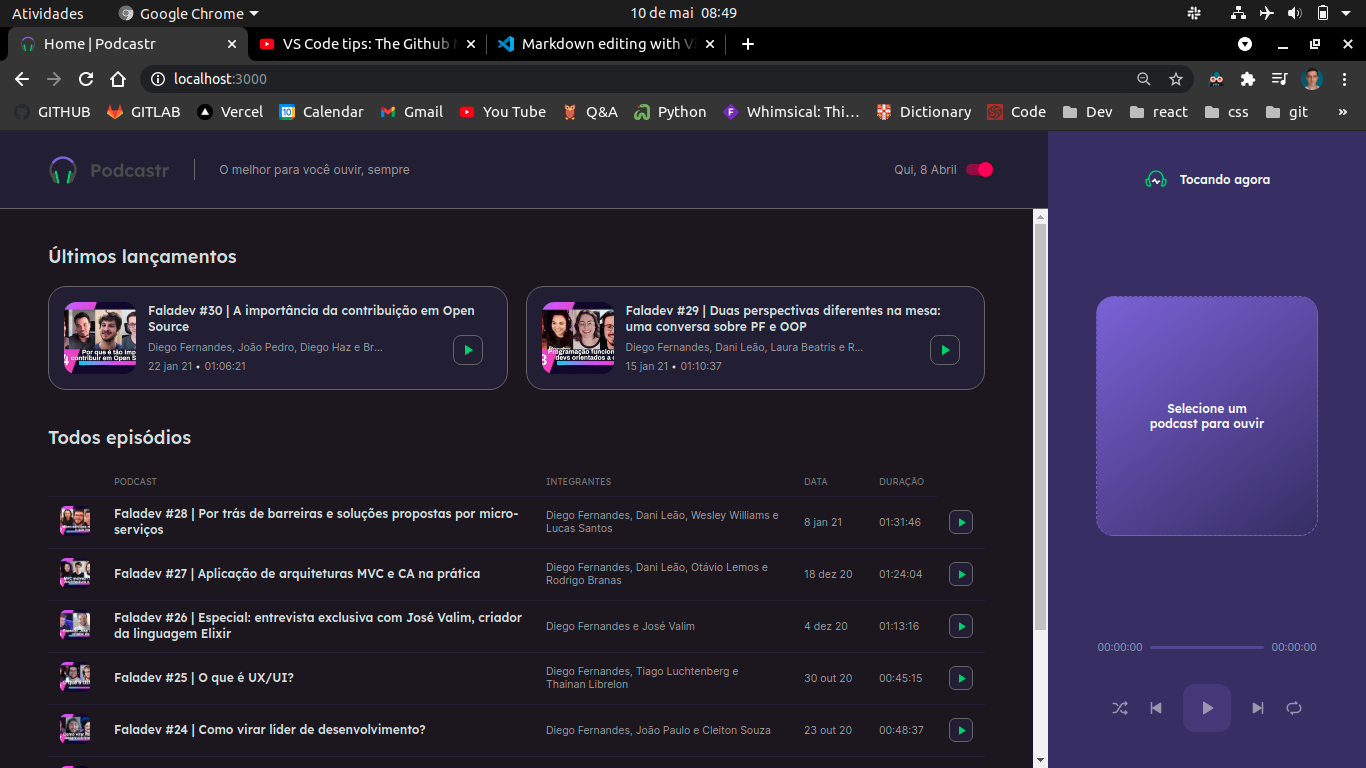 Atividades
Google Chrome
10 de mai 08:49
Home | Podcastr
VS Code tips: The Github
Markdown editing with Vi
localhost:3000
GITHUB
GITLAB
Vercel
Calendar
Gmail
You Tube
Q&A
Python
Whimsical: Thi...
Dictionary
Code
Dev
react
css
git
»
Podcastr
O melhor para você ouvir, sempre
Qui, 8 Abril
Tocando agora
Últimos lançamentos
Faladev #30 | A importância da contribuição em Open
Source
Diego Fernandes, João Pedro, Diego Haz e Br...
22 jan 21 • 01:06:21
Faladev #29 | Duas perspectivas diferentes na mesa:
uma conversa sobre PF e OOP
Diego Fernandes, Dani Leão, Laura Beatris e R...
15 jan 21 • 01:10:37
Selecione um
podcast para ouvir
Todos episódios
PODCAST
INTEGRANTES
DATA
DURAÇÃO
Faladev #28 | Por trás de barreiras e soluções propostas por micro-
serviços
Diego Fernandes, Dani Leão, Wesley Williams e
Lucas Santos
8 jan 21
01:31:46
Faladev #27 | Aplicação de arquiteturas MVC e CA na prática
Diego Fernandes, Dani Leão, Otávio Lemos e
Rodrigo Branas
18 dez 20
01:24:04
Faladev #26 | Especial: entrevista exclusiva com José Valim, criador
da linguagem Elixir
Diego Fernandes e José Valim
4 dez 20
01:13:16
Faladev #25 | O que é UX/UI?
Diego Fernandes, Tiago Luchtenberg e
Thainan Librelon
30 out 20
00:45:15
Faladev #24 | Como virar líder de desenvolvimento?
Diego Fernandes, João Paulo e Cleiton Souza
23 out 20
00:48:37
00:00:00
00:00:00